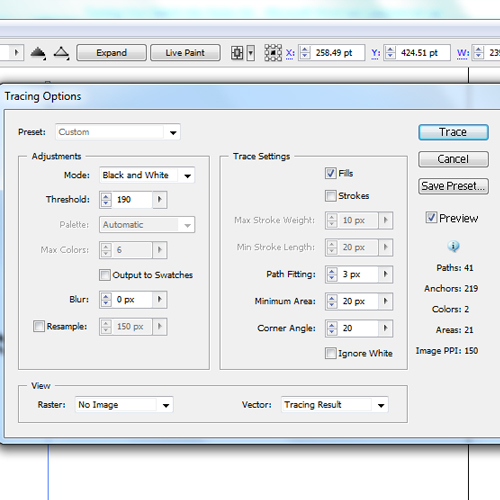 Expand Live Paint X: 258.49 pt Y: 424.51 pt W:
Tracing Options
Preset: Custom Trace
Adjustments Trace Settings Cancel
Mode: Black and White Fills Save Preset...
Threshold: 190 Strokes
Palette: Automatic Max Stroke Weight: 10 px Preview
Max Colors: 6 Min Stroke Length: 20 px
Output to Swatches Path Fitting: 3 px Paths: 41
Blur: 0 px Minimum Area: 20 px Anchors: 219
Resample: 150 px Corner Angle: 20 Colors: 2
Areas: 21
Ignore White Image PPI: 150
View
Raster: No Image Vector: Tracing Result